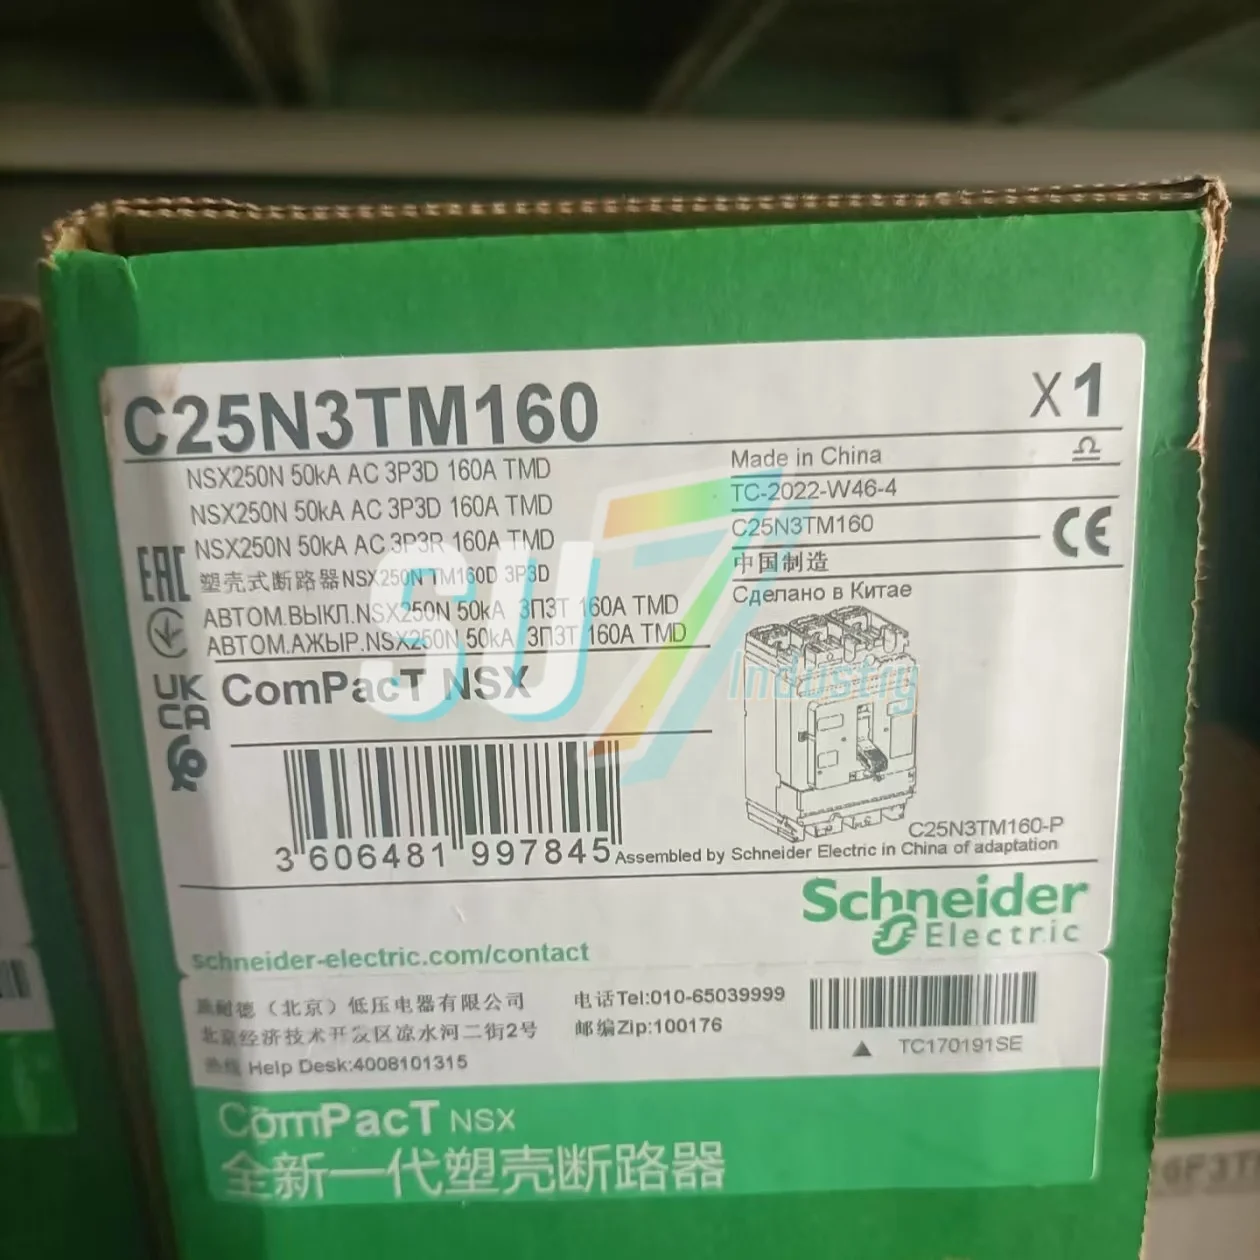 C25N3TM160
X 1
NSX250N 50kA AC 3P3D 160A TMD
NSX250N 50kA AC 3P3D 160A TMD
NSX250N 50kA AC 3P3R 160A TMD
塑壳式断路器NSX250N TM160D 3P3D
АВТОМ.ВЫКЛ.NSX250N 50kA 3П3Т 160A TMD
АВТОМ.АЖЫР.NSX250N 50kA 3П3Т 160A TMD
Made in China
TC-2022-W46-4
C25N3TM160
中国制造
Сделано в Китае
EAC
CE
UK
CA
ComPacT NSX
SU7
Industry
3 606481 997845
C25N3TM160-P
Assembled by Schneider Electric in China of adaptation
Schneider
Electric
schneider-electric.com/contact
施耐德（北京）低压电器有限公司
电话Tel:010-65039999
北京经济技术开发区凉水河二街2号
邮编Zip:100176
热线 Help Desk:4008101315
TC170191SE
ComPacT NSX
全新一代塑壳断路器